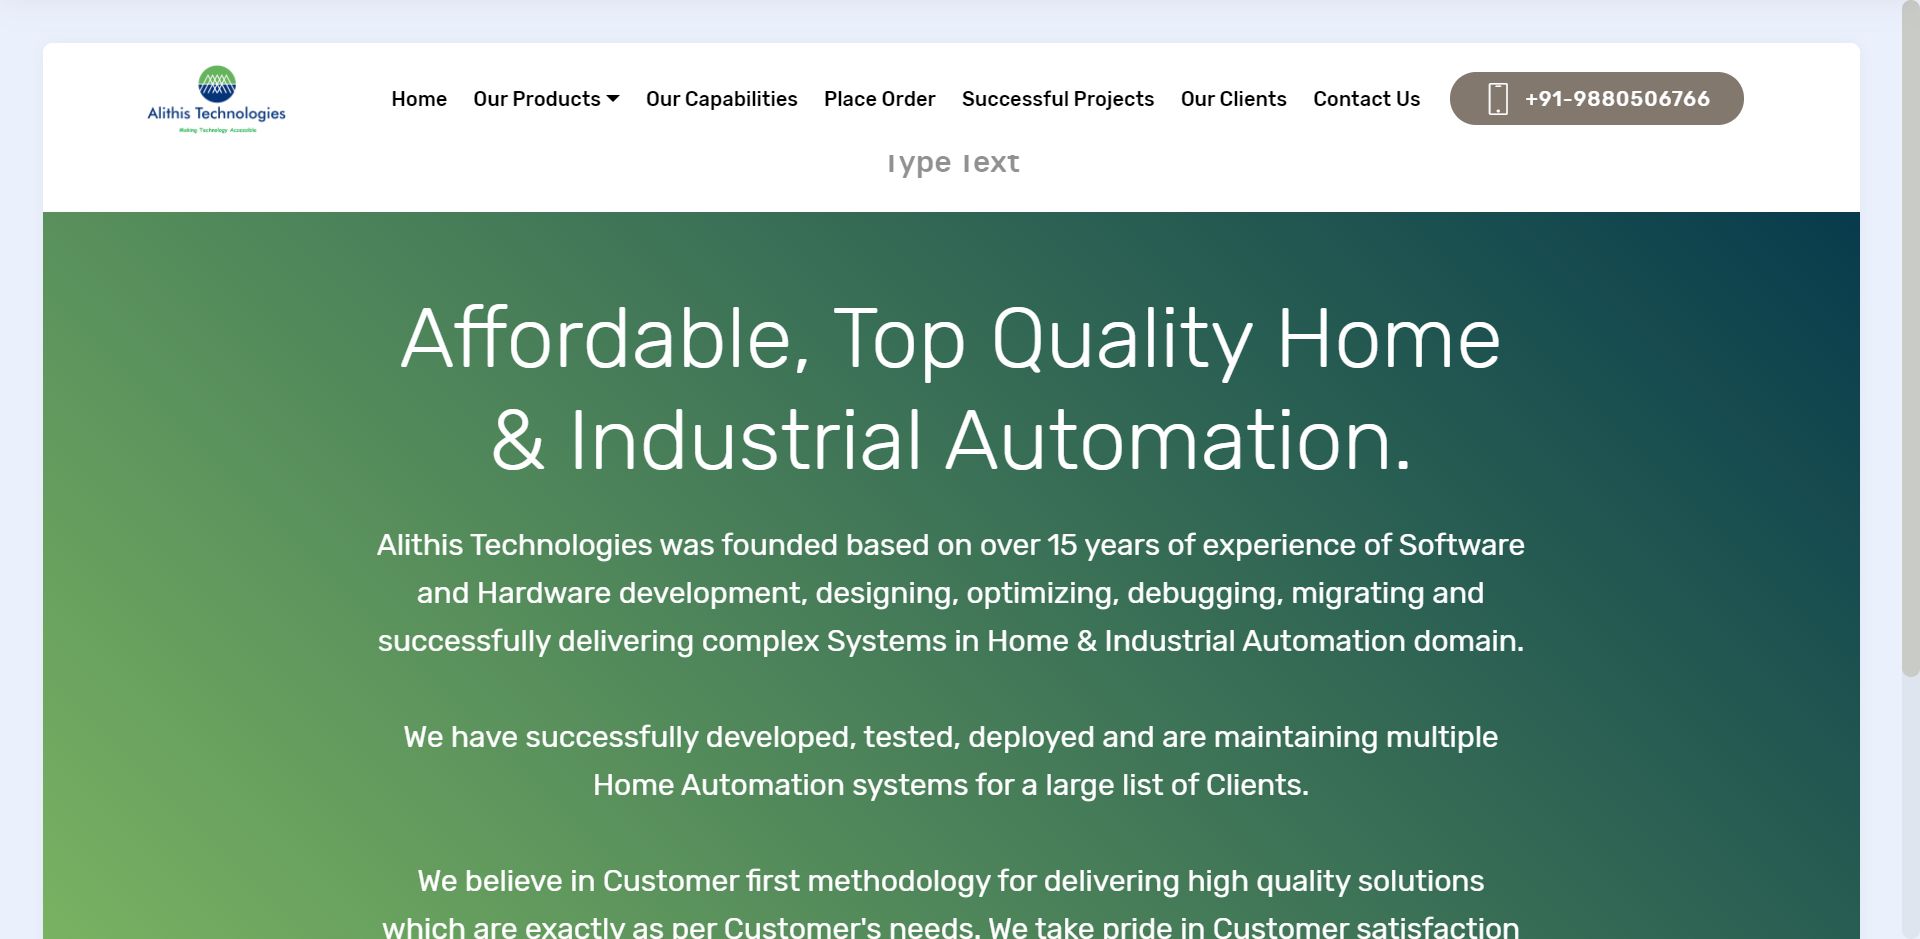 Alithis Technologies
Making Technology Accessible
Home Our Products Our Capabilities Place Order Successful Projects Our Clients Contact Us +91-9880506766
Type Text
Affordable, Top Quality Home
& Industrial Automation.
Alithis Technologies was founded based on over 15 years of experience of Software
and Hardware development, designing, optimizing, debugging, migrating and
successfully delivering complex Systems in Home & Industrial Automation domain.
We have successfully developed, tested, deployed and are maintaining multiple
Home Automation systems for a large list of Clients.
We believe in Customer first methodology for delivering high quality solutions
which are exactly as per Customer's needs. We take pride in Customer satisfaction